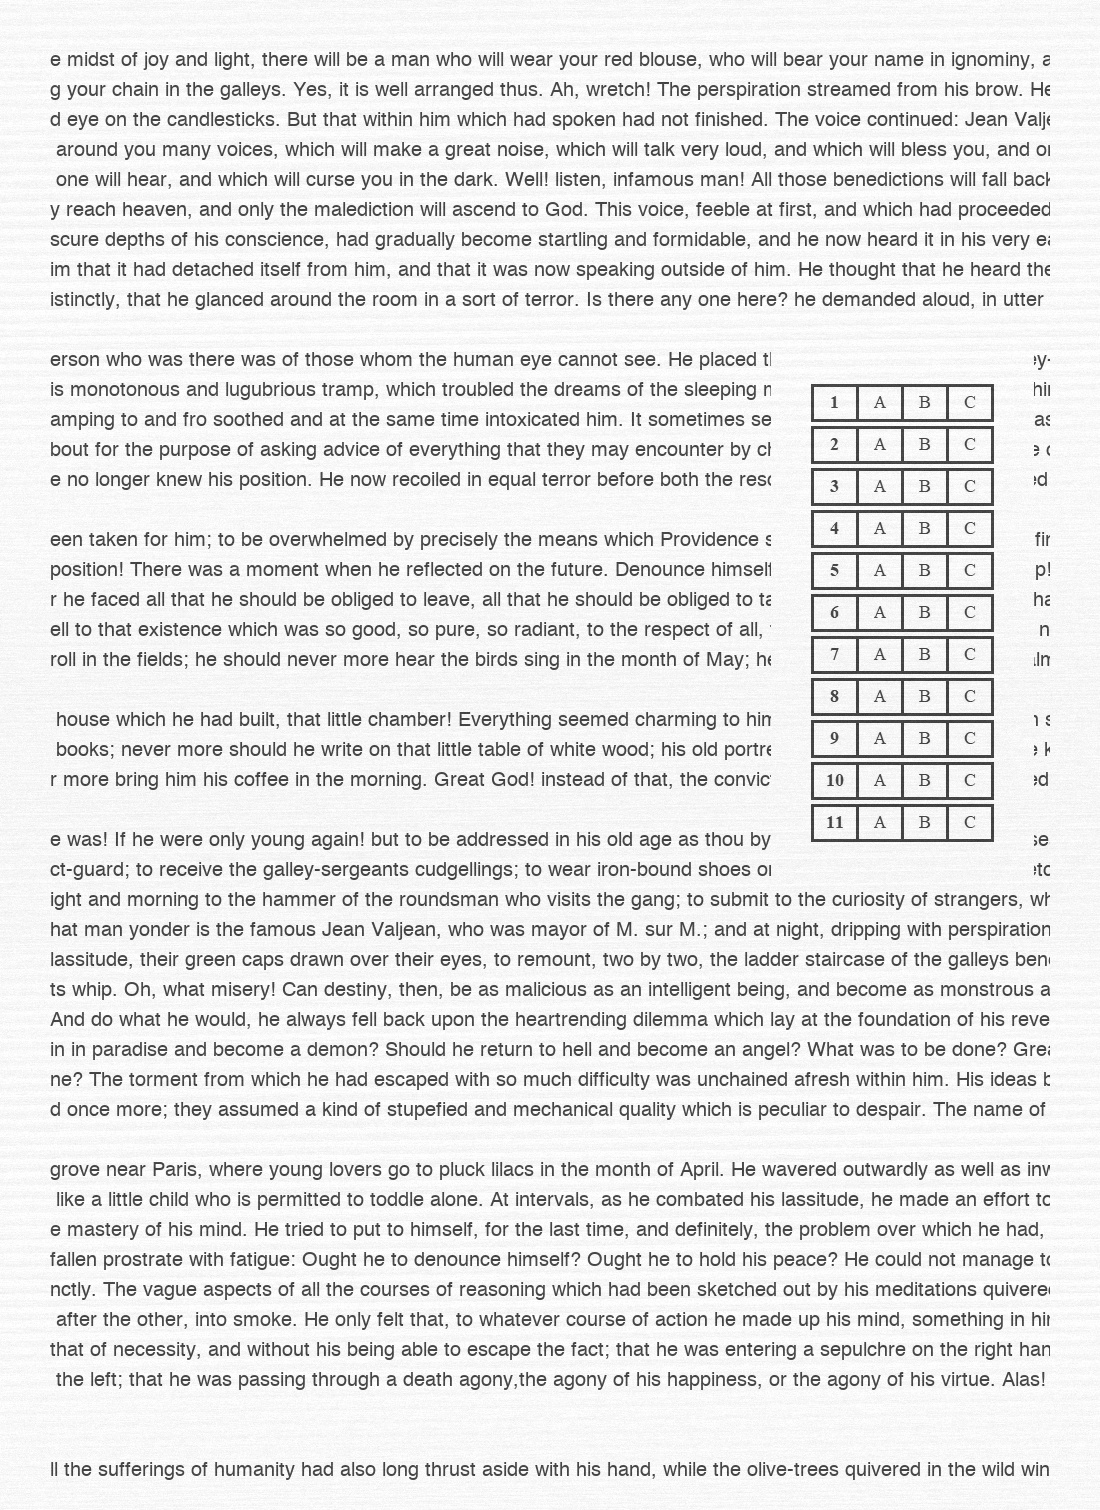 e midst of joy and light, there will be a man who will wear your red blouse, who will bear your name in ignominy, a
g your chain in the galleys. Yes, it is well arranged thus. Ah, wretch! The perspiration streamed from his brow. He
d eye on the candlesticks. But that within him which had spoken had not finished. The voice continued: Jean Valje
around you many voices, which will make a great noise, which will talk very loud, and which will bless you, and or
one will hear, and which will curse you in the dark. Well! listen, infamous man! All those benedictions will fall back
y reach heaven, and only the malediction will ascend to God. This voice, feeble at first, and which had proceeded
scure depths of his conscience, had gradually become startling and formidable, and he now heard it in his very ea
im that it had detached itself from him, and that it was now speaking outside of him. He thought that he heard the
istinctly, that he glanced around the room in a sort of terror. Is there any one here? he demanded aloud, in utter
erson who was there was of those whom the human eye cannot see. He placed th ey-
is monotonous and lugubrious tramp, which troubled the dreams of the sleeping m hin
amping to and fro soothed and at the same time intoxicated him. It sometimes se as
bout for the purpose of asking advice of everything that they may encounter by ch e c
e no longer knew his position. He now recoiled in equal terror before both the reso ed
een taken for him; to be overwhelmed by precisely the means which Providence s fir
position! There was a moment when he reflected on the future. Denounce himself p!
r he faced all that he should be obliged to leave, all that he should be obliged to ta ha
ell to that existence which was so good, so pure, so radiant, to the respect of all, n
roll in the fields; he should never more hear the birds sing in the month of May; he alm
house which he had built, that little chamber! Everything seemed charming to him n s
books; never more should he write on that little table of white wood; his old portre e k
r more bring him his coffee in the morning. Great God! instead of that, the convic ed
e was! If he were only young again! but to be addressed in his old age as thou by se
ct-guard; to receive the galley-sergeants cudgellings; to wear iron-bound shoes on etc
1 A B C
2 A B C
3 A B C
4 A B C
5 A B C
6 A B C
7 A B C
8 A B C
9 A B C
10 A B C
11 A B C
ight and morning to the hammer of the roundsman who visits the gang; to submit to the curiosity of strangers, wh
hat man yonder is the famous Jean Valjean, who was mayor of M. sur M.; and at night, dripping with perspiration
lassitude, their green caps drawn over their eyes, to remount, two by two, the ladder staircase of the galleys bene
ts whip. Oh, what misery! Can destiny, then, be as malicious as an intelligent being, and become as monstrous a
And do what he would, he always fell back upon the heartrending dilemma which lay at the foundation of his reve
in in paradise and become a demon? Should he return to hell and become an angel? What was to be done? Grea
ne? The torment from which he had escaped with so much difficulty was unchained afresh within him. His ideas b
d once more; they assumed a kind of stupefied and mechanical quality which is peculiar to despair. The name of
grove near Paris, where young lovers go to pluck lilacs in the month of April. He wavered outwardly as well as inw
like a little child who is permitted to toddle alone. At intervals, as he combated his lassitude, he made an effort to
e mastery of his mind. He tried to put to himself, for the last time, and definitely, the problem over which he had,
fallen prostrate with fatigue: Ought he to denounce himself? Ought he to hold his peace? He could not manage to
nctly. The vague aspects of all the courses of reasoning which had been sketched out by his meditations quivered
after the other, into smoke. He only felt that, to whatever course of action he made up his mind, something in him
that of necessity, and without his being able to escape the fact; that he was entering a sepulchre on the right han
the left; that he was passing through a death agony,the agony of his happiness, or the agony of his virtue. Alas!
ll the sufferings of humanity had also long thrust aside with his hand, while the olive-trees quivered in the wild win